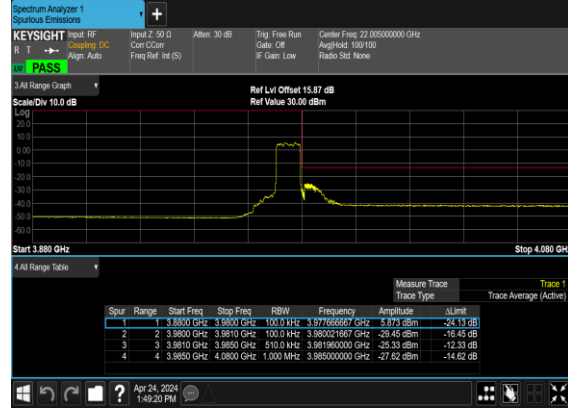 Spectrum Analyzer 1
Spurious Emissions
+
KEYSIGHT Input: RF Input Z: 50 Ω Atten: 30 dB Trig: Free Run Center Freq: 22.005000000 GHz
R T Coupling: DC Corr CCorr Gate: Off Avg|Hold: 100/100
Align: Auto Freq Ref: Int (S) IF Gain: Low Radio Std: None
PASS
3 All Range Graph
Ref Lvl Offset 15.87 dB
Scale/Div 10.0 dB Ref Value 30.00 dBm
Log
20.0
10.0
0.00
-10.0
-20.0
-30.0
-40.0
-50.0
-60.0
Start 3.880 GHz Stop 4.080 GH
4 All Range Table
Measure Trace Trace 1
Trace Type Trace Average (Active)
Spur Range Start Freq Stop Freq RBW Frequency Amplitude ΔLimit
1 1 3.8800 GHz 3.9800 GHz 100.0 kHz 3.977666667 GHz 5.873 dBm -24.13 dB
2 2 3.9800 GHz 3.9810 GHz 100.0 kHz 3.980021667 GHz -29.45 dBm -16.45 dB
3 3 3.9810 GHz 3.9850 GHz 510.0 kHz 3.981960000 GHz -25.33 dBm -12.33 dB
4 4 3.9850 GHz 4.0800 GHz 1.000 MHz 3.985000000 GHz -27.62 dBm -14.62 dB
? Apr 24, 2024
1:49:20 PM